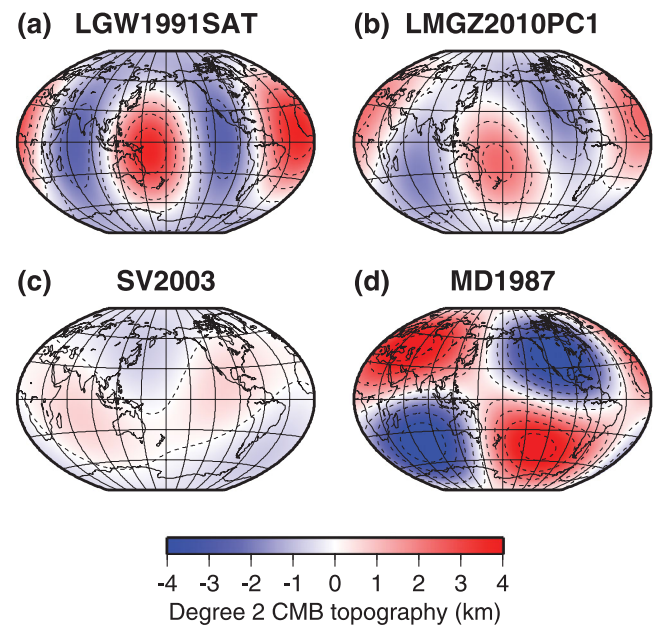 (a) LGW1991SAT
(b) LMGZ2010PC1
(c) SV2003
(d) MD1987
-4 -3 -2 -1 0 1 2 3 4
Degree 2 CMB topography (km)